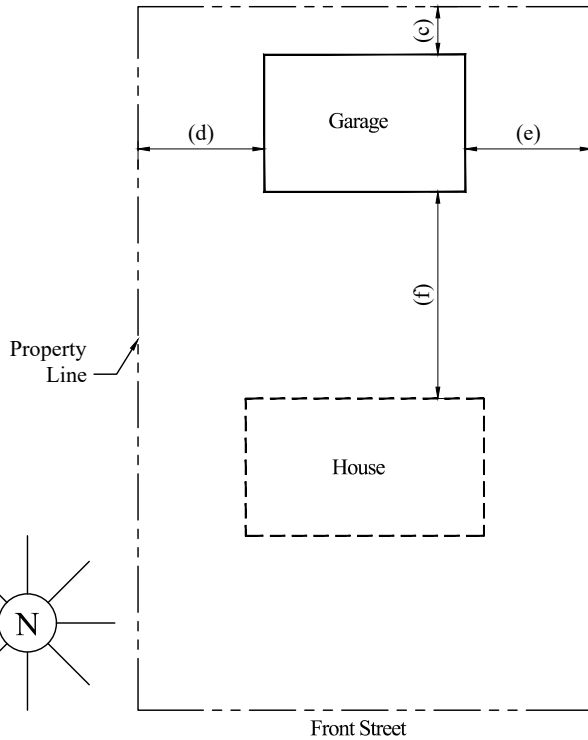 (c)
Garage
(d)
(e)
(f)
Property
Line
House
N
Front Street